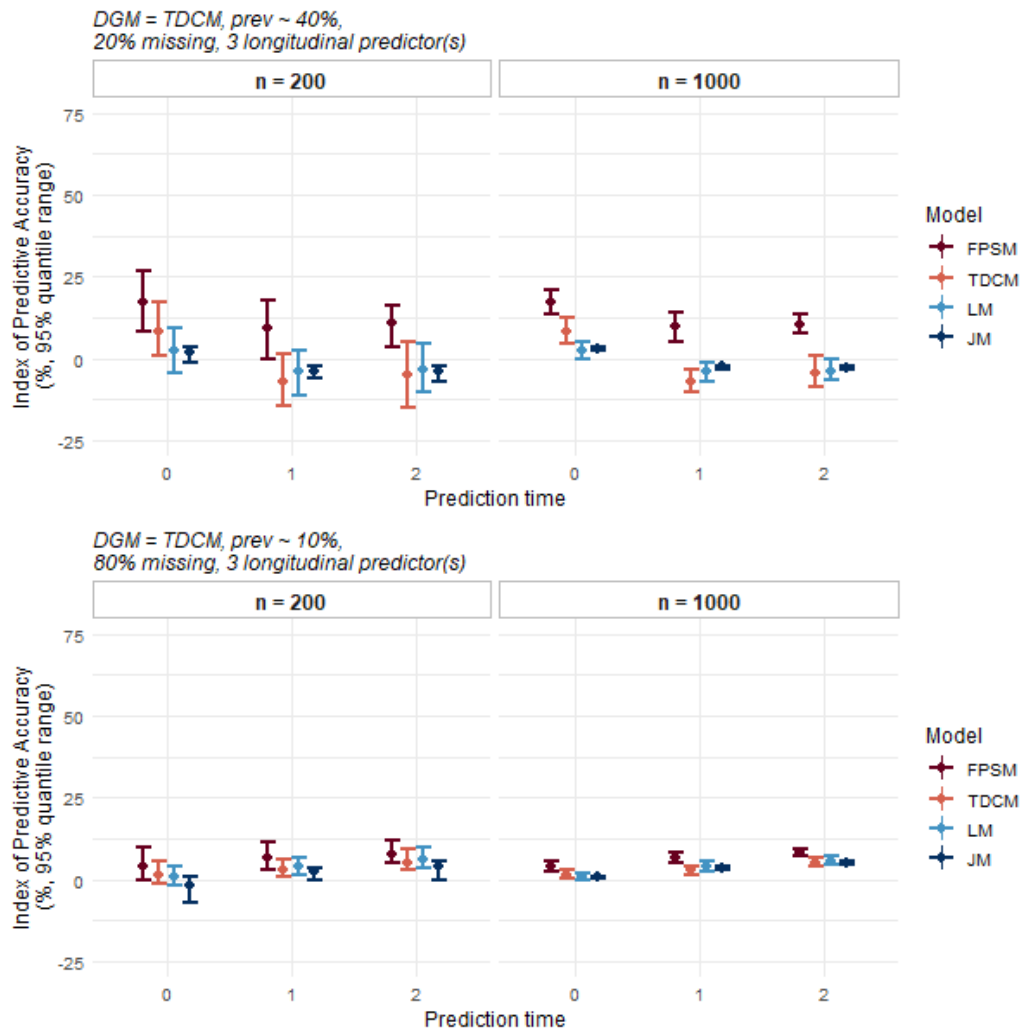 DGM = TDCM, prev ~ 40%,
20% missing, 3 longitudinal predictor(s)
n = 200
n = 1000
Index of Predictive Accuracy
(%, 95% quantile range)
75
50
25
0
-25
0 1 2
0 1 2
Prediction time
Model
FPSM
TDCM
LM
JM
DGM = TDCM, prev ~ 10%,
80% missing, 3 longitudinal predictor(s)
n = 200
n = 1000
Index of Predictive Accuracy
(%, 95% quantile range)
75
50
25
0
-25
0 1 2
0 1 2
Prediction time
Model
FPSM
TDCM
LM
JM